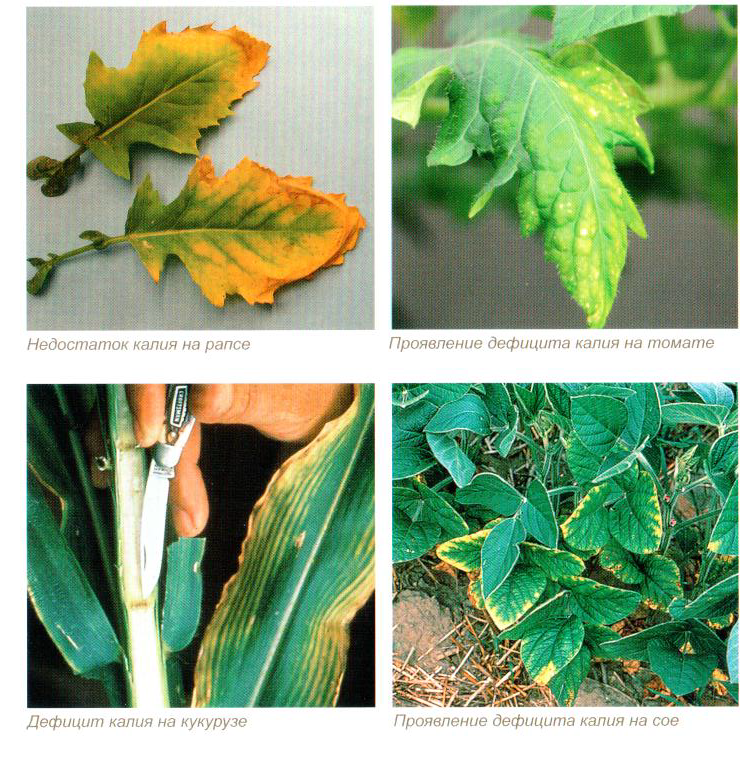 Недостаток калия на рапсе
Проявление дефицита калия на томате
Дефицит калия на кукурузе
Проявление дефицита калия на сое